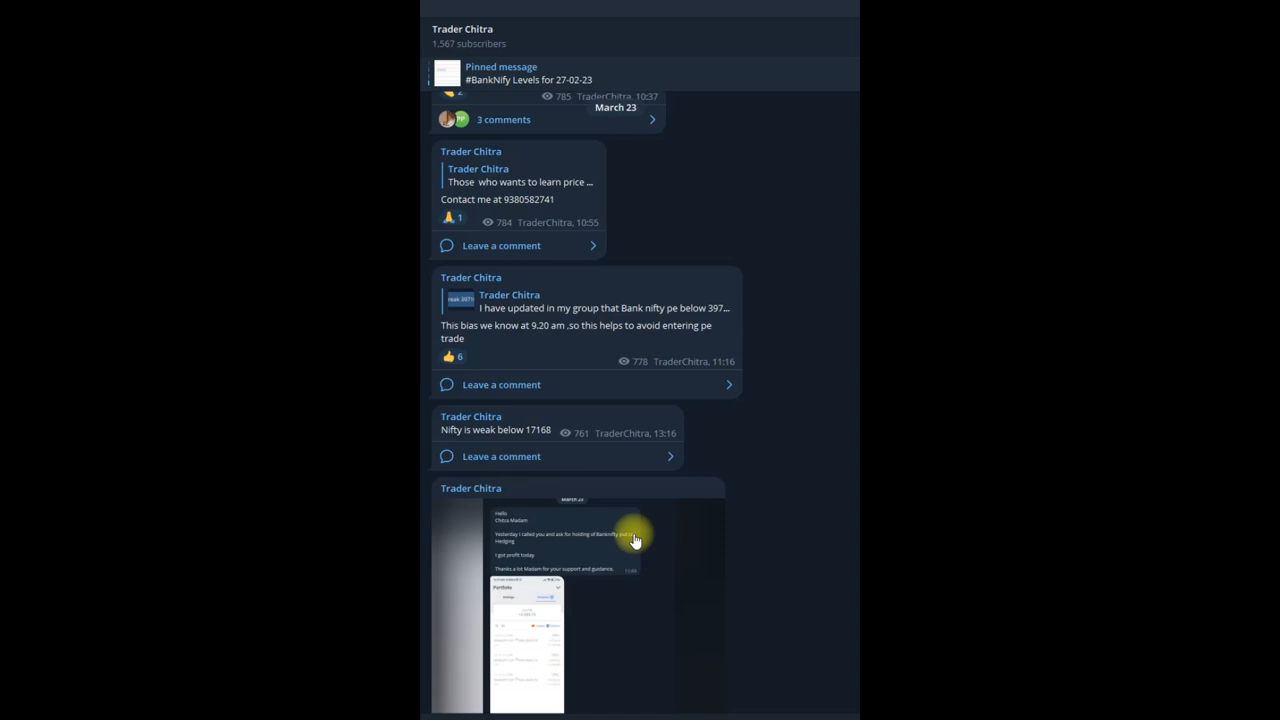 Trader Chitra
1,567 subscribers
Pinned message
#BankNify Levels for 27-02-23
2
785 TraderChitra, 10:37
March 23
PP
3 comments
Trader Chitra
Trader Chitra
Those who wants to learn price ...
Contact me at 9380582741
1
784 TraderChitra, 10:55
Leave a comment
Trader Chitra
Trader Chitra
I have updated in my group that Bank nifty pe below 397...
This bias we know at 9.20 am ,so this helps to avoid entering pe
trade
6
778 TraderChitra, 11:16
Leave a comment
Trader Chitra
Nifty is weak below 17168
761 TraderChitra, 13:16
Leave a comment
Trader Chitra
March 23
Hello
Chitra Madam
Yesterday I called you and ask for holding of Banknifty put
Hedging
I got profit today
Thanks a lot Madam for your support and guidance.
Portfolio